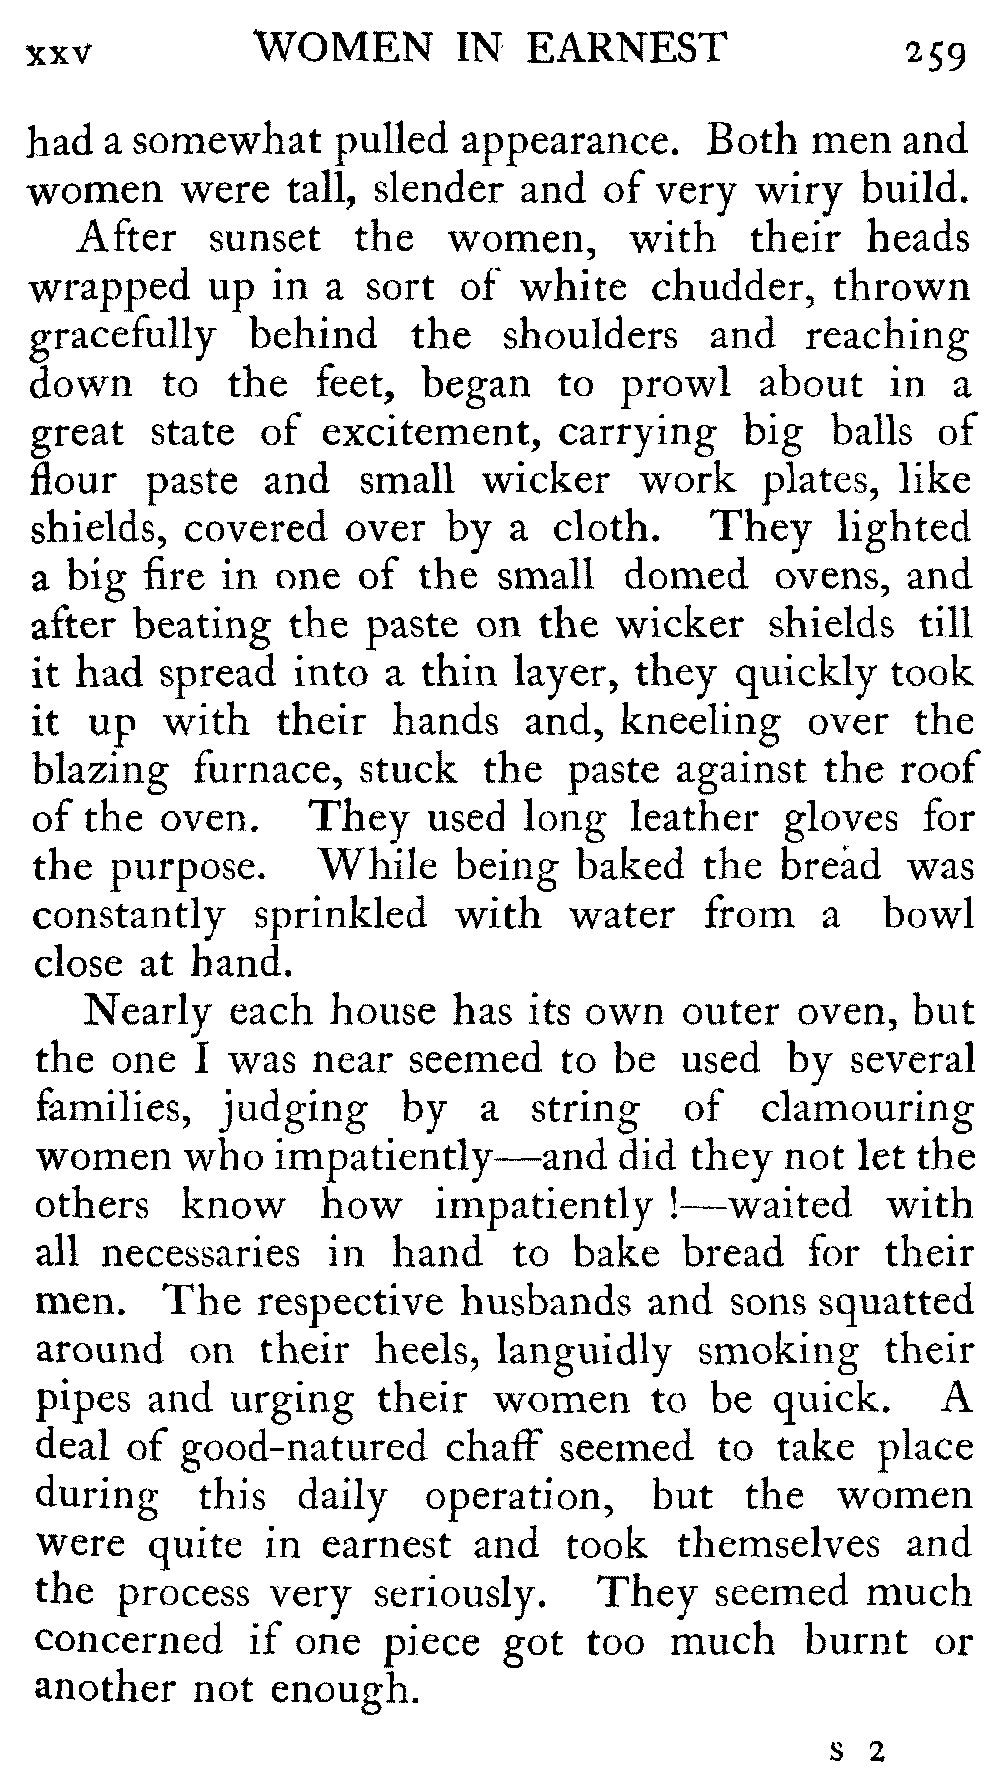 xxv WOMEN IN EARNEST 259
had a somewhat pulled appearance. Both men and
women were tall, slender and of very wiry build.
After sunset the women, with their heads
wrapped up in a sort of white chudder, thrown
gracefully behind the shoulders and reaching
down to the feet, began to prowl about in a
great state of excitement, carrying big balls of
flour paste and small wicker work plates, like
shields, covered over by a cloth. They lighted
a big fire in one of the small domed ovens, and
after beating the paste on the wicker shields till
it had spread into a thin layer, they quickly took
it up with their hands and, kneeling over the
blazing furnace, stuck the paste against the roof
of the oven. They used long leather gloves for
the purpose. While being baked the bread was
constantly sprinkled with water from a bowl
close at hand.
Nearly each house has its own outer oven, but
the one I was near seemed to be used by several
families, judging by a string of clamouring
women who impatiently—and did they not let the
others know how impatiently !—waited with
all necessaries in hand to bake bread for their
men. The respective husbands and sons squatted
around on their heels, languidly smoking their
pipes and urging their women to be quick. A
deal of good-natured chaff seemed to take place
during this daily operation, but the women
were quite in earnest and took themselves and
the process very seriously. They seemed much
concerned if one piece got too much burnt or
another not enough.
S 2